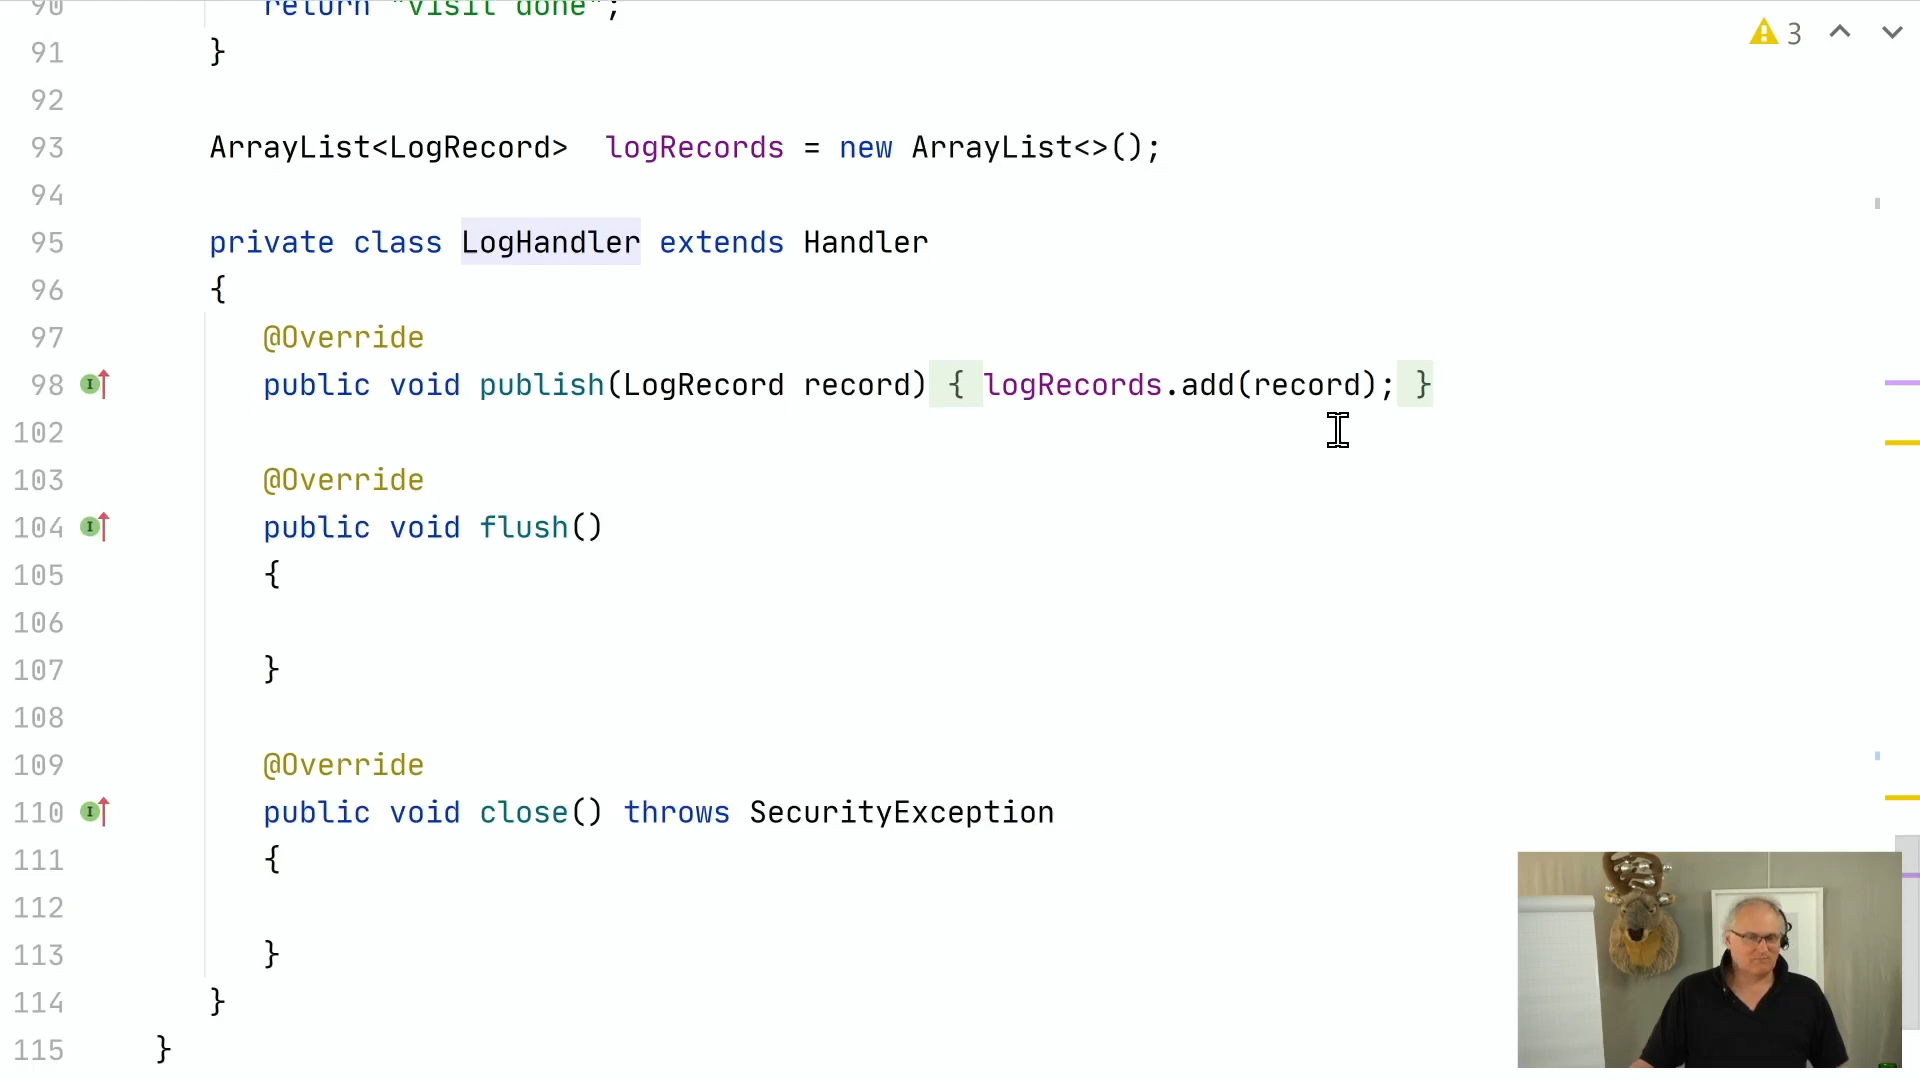 90 return "visit done";
91 }
92
93 ArrayList<LogRecord> logRecords = new ArrayList<>();
94
95 private class LogHandler extends Handler
96 {
97 @Override
98 public void publish(LogRecord record) { logRecords.add(record); }
102
103 @Override
104 public void flush()
105 {
106
107 }
108
109 @Override
110 public void close() throws SecurityException
111 {
112
113 }
114 }
115 }
3